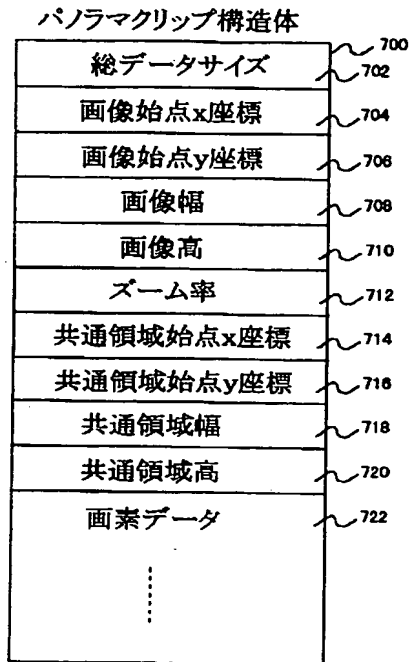 パノラマクリップ構造体
700
総データサイズ 702
画像始点x座標 704
画像始点y座標 706
画像幅 708
画像高 710
ズーム率 712
共通領域始点x座標 714
共通領域始点y座標 716
共通領域幅 718
共通領域高 720
画素データ 722